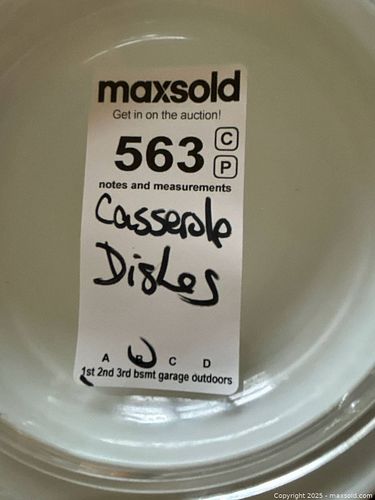 maxsold
Get in on the auction!
563 C
P
notes and measurements
Casserole
Dishes
A B C D
1st 2nd 3rd bsmt garage outdoors
Copyright 2025 - maxsold.com